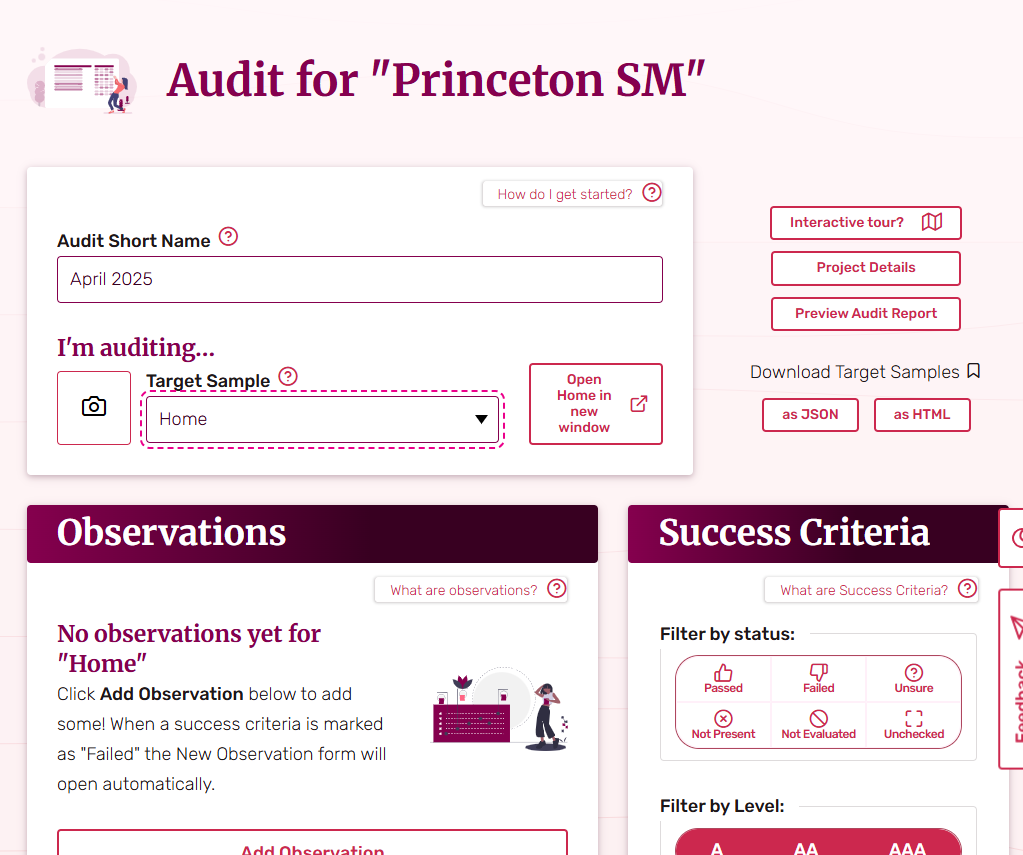 Audit for "Princeton SM"
How do I get started?
Audit Short Name
April 2025
I'm auditing...
Target Sample
Home
Open
Home in
new
window
Interactive tour?
Project Details
Preview Audit Report
Download Target Samples
as JSON
as HTML
Observations
What are observations?
No observations yet for
"Home"
Click Add Observation below to add
some! When a success criteria is marked
as "Failed" the New Observation form will
open automatically.
Add Observation
Success Criteria
What are Success Criteria?
Filter by status:
Passed
Failed
Unsure
Not Present
Not Evaluated
Unchecked
Filter by Level:
A
AA
AAA
Feedback